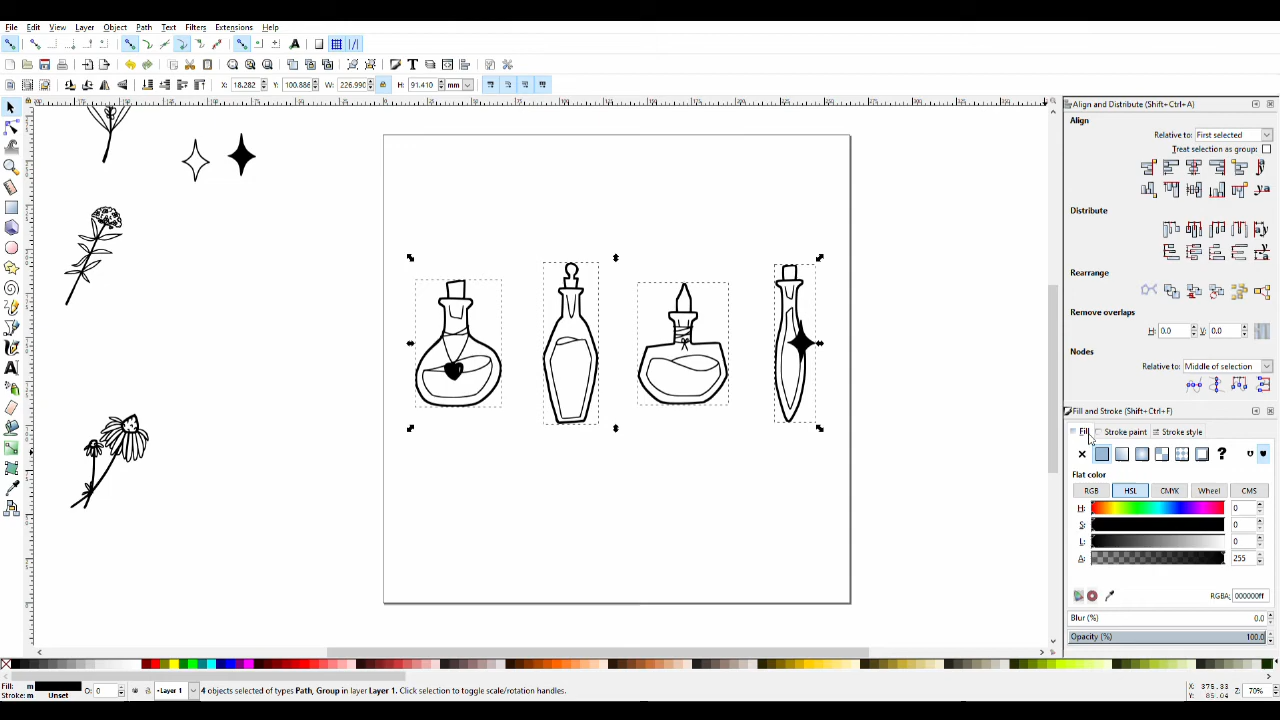 File Edit View Layer Object Path Text Filters Extensions Help
X: 18.282 Y: 100.886 W: 226.990 H: 91.410 mm
Align and Distribute (Shift+Ctrl+A)
Align
Relative to: First selected
Treat selection as group:
Distribute
Rearrange
Remove overlaps
H: 0.0 V: 0.0
Nodes
Relative to: Middle of selection
Fill and Stroke (Shift+Ctrl+F)
Fill Stroke paint Stroke style
Flat color
RGB HSL CMYK Wheel CMS
H: 0
S: 0
L: 0
A: 255
RGBA: 000000ff
Blur (%) 0.0
Opacity (%) 100.0
Fill: m
Stroke: m Unset
O: 0
Layer 1
4 objects selected of types Path, Group in layer Layer 1. Click selection to toggle scale/rotation handles.
X: 375.33
Y: 85.04
Z: 70%